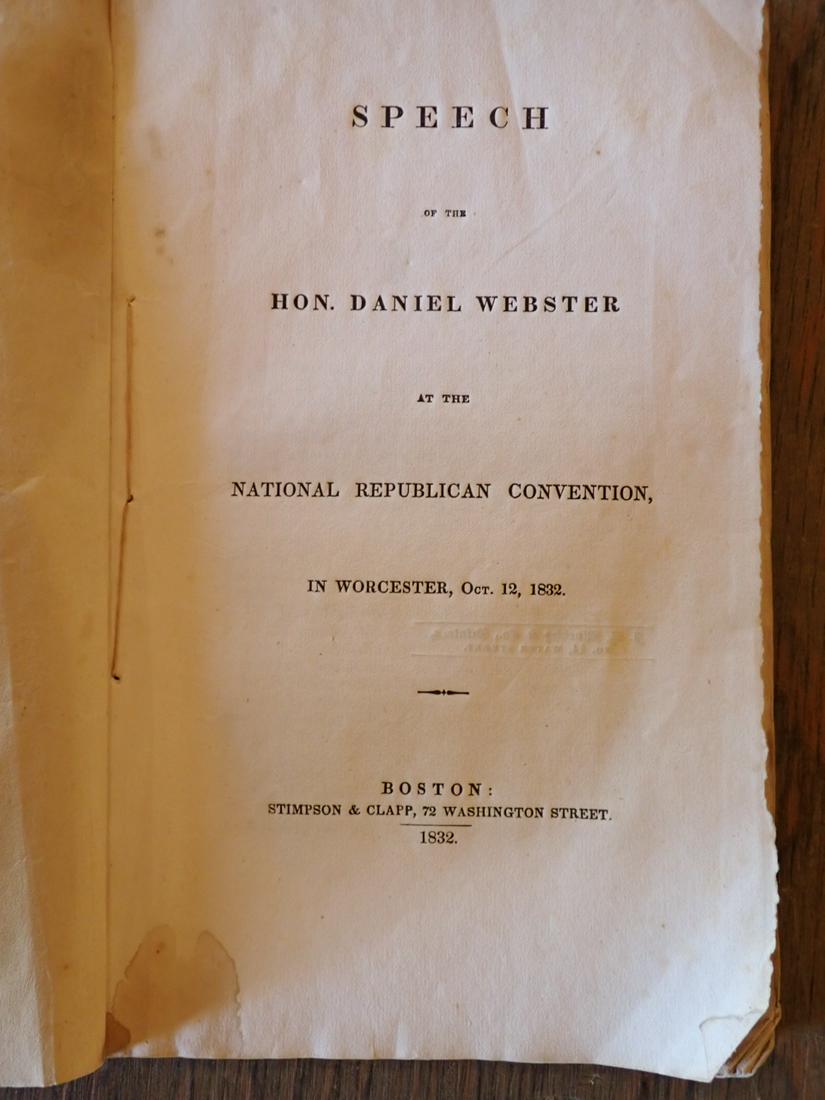 SPEECH
OF THE
HON. DANIEL WEBSTER
AT THE
NATIONAL REPUBLICAN CONVENTION,
IN WORCESTER, Oct. 12, 1832.
BOSTON:
STIMPSON & CLAPP, 72 WASHINGTON STREET.
1832.